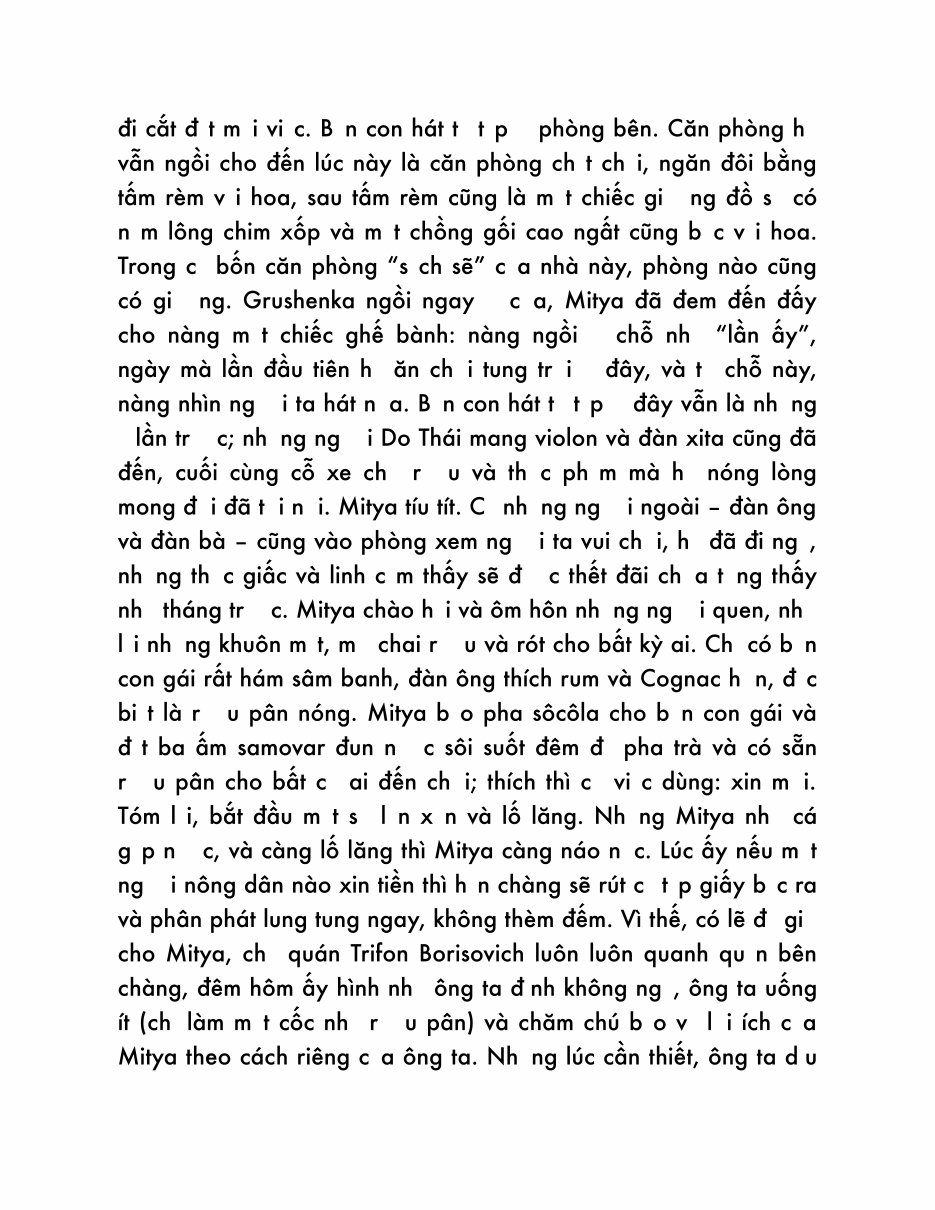 đi cắt đ t m i vi c. B n con hát t  t p   phòng bên. Căn phòng h
vẫn ngồi cho đến lúc này là căn phòng ch t ch i, ngăn đôi bằng
tấm rèm v i hoa, sau tấm rèm cũng là m t chiếc gi  ng đồ s  có
n m lông chim xốp và m t chồng gối cao ngất cũng b c v i hoa.
Trong c  bốn căn phòng “s ch sẽ” c a nhà này, phòng nào cũng
có gi  ng. Grushenka ngồi ngay   c a, Mitya đã đem đến đấy
cho nàng m t chiếc ghế bành: nàng ngồi   chỗ nh  “lần ấy”,
ngày mà lần đầu tiên h  ăn ch i tung tr i   đây, và t  chỗ này,
nàng nhìn ng  i ta hát n a. B n con hát t  t p   đây vẫn là nh ng
 lần tr  c; nh ng ng  i Do Thái mang violon và đàn xita cũng đã
đến, cuối cùng cỗ xe ch  r  u và th c ph m mà h  nóng lòng
mong đ i đã t i n i. Mitya tíu tít. C  nh ng ng  i ngoài – đàn ông
và đàn bà – cũng vào phòng xem ng  i ta vui ch i, h  đã đi ng ,
nh ng th c giấc và linh c m thấy sẽ đ  c thết đãi ch a t ng thấy
nh  tháng tr  c. Mitya chào h i và ôm hôn nh ng ng  i quen, nh
l i nh ng khuôn m t, m  chai r  u và rót cho bất kỳ ai. Ch  có b n
con gái rất hám sâm banh, đàn ông thích rum và Cognac h n, đ c
bi t là r  u pân nóng. Mitya b o pha sôcôla cho b n con gái và
đ t ba ấm samovar đun n  c sôi suốt đêm đ  pha trà và có sẵn
r  u pân cho bất c  ai đến ch i; thích thì c  vi c dùng: xin m i.
Tóm l i, bắt đầu m t s  l n x n và lố lăng. Nh ng Mitya nh  cá
g p n  c, và càng lố lăng thì Mitya càng náo n c. Lúc ấy nếu m t
ng  i nông dân nào xin tiền thì h n chàng sẽ rút c  t p giấy b c ra
và phân phát lung tung ngay, không thèm đếm. Vì thế, có lẽ đ  gi
cho Mitya, ch  quán Trifon Borisovich luôn luôn quanh qu n bên
chàng, đêm hôm ấy hình nh  ông ta đ nh không ng , ông ta uống
ít (ch  làm m t cốc nh  r  u pân) và chăm chú b o v  l i ích c a
Mitya theo cách riêng c a ông ta. Nh ng lúc cần thiết, ông ta d u